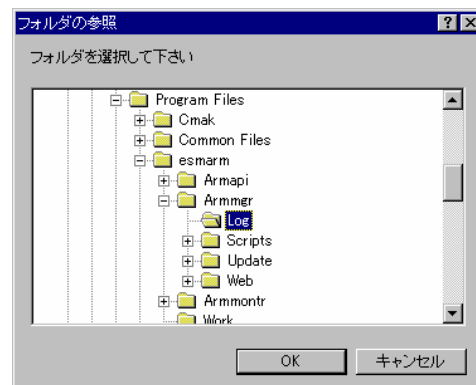 フォルダの参照
フォルダを選択して下さい
Program Files
Cmak
Common Files
esmarm
Armapi
Armmgr
Log
Scripts
Update
Web
Armmontr
Work
OK キャンセル